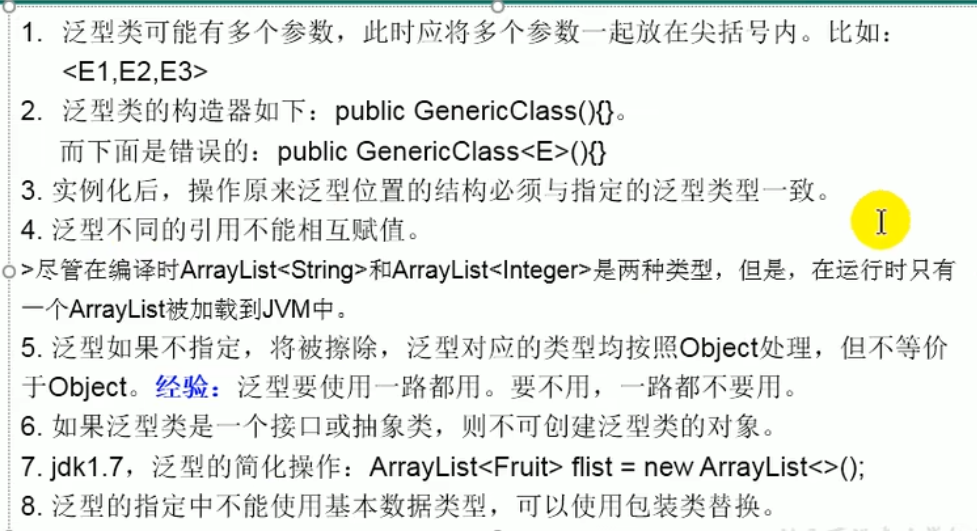 1. 泛型类可能有多个参数，此时应将多个参数一起放在尖括号内。比如：
<E1,E2,E3>
2. 泛型类的构造器如下：public GenericClass(){}。
而下面是错误的：public GenericClass<E>(){}
3. 实例化后，操作原来泛型位置的结构必须与指定的泛型类型一致。
4. 泛型不同的引用不能相互赋值。
>尽管在编译时ArrayList<String>和ArrayList<Integer>是两种类型，但是，在运行时只有
一个ArrayList被加载到JVM中。
5. 泛型如果不指定，将被擦除，泛型对应的类型均按照Object处理，但不等价
于Object。经验：泛型要使用一路都用。要不用，一路都不要用。
6. 如果泛型类是一个接口或抽象类，则不可创建泛型类的对象。
7. jdk1.7，泛型的简化操作：ArrayList<Fruit> flist = new ArrayList<>();
8. 泛型的指定中不能使用基本数据类型，可以使用包装类替换。